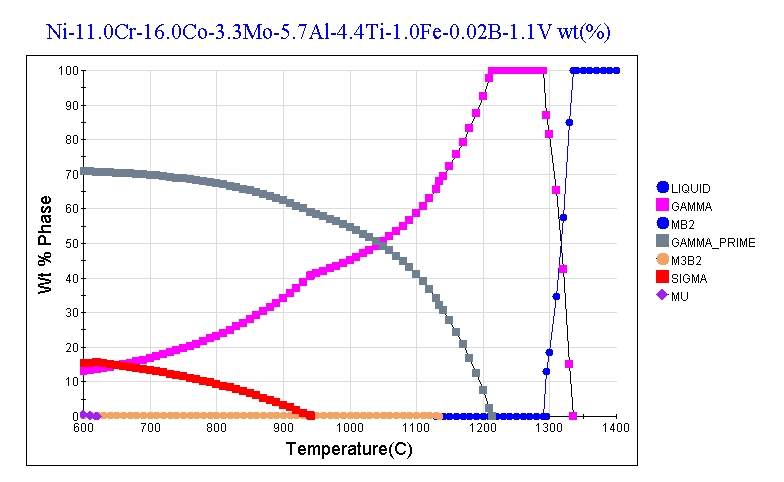 Ni-11.0Cr-16.0Co-3.3Mo-5.7Al-4.4Ti-1.0Fe-0.02B-1.1V wt(%)
100
90
80
70
60
50
40
30
20
10
0
Wt % Phase
600 700 800 900 1000 1100 1200 1300 1400
Temperature(C)
LIQUID
GAMMA
MB2
GAMMA_PRIME
M3B2
SIGMA
MU